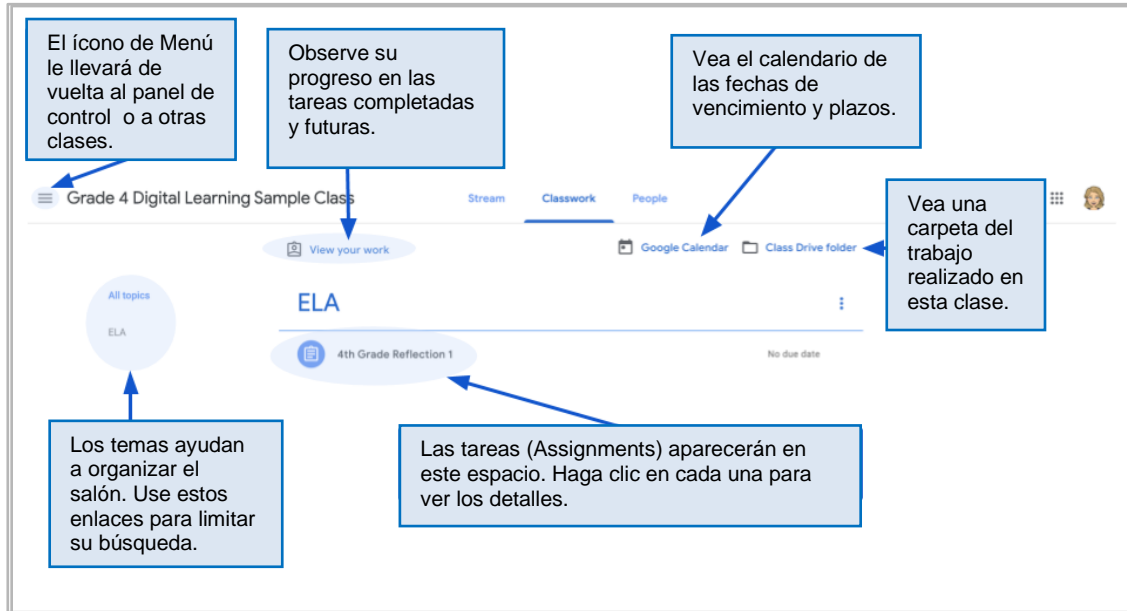 El ícono de Menú
le llevará de
vuelta al panel de
control o a otras
clases.
Observe su
progreso en las
tareas completadas
y futuras.
Vea el calendario de
las fechas de
vencimiento y plazos.
Grade 4 Digital Learning Sample Class
Stream
Classwork
People
Vea una
carpeta del
trabajo
realizado en
esta clase.
View your work
Google Calendar
Class Drive folder
All topics
ELA
ELA
4th Grade Reflection 1
No due date
Los temas ayudan
a organizar el
salón. Use estos
enlaces para limitar
su búsqueda.
Las tareas (Assignments) aparecerán en
este espacio. Haga clic en cada una para
ver los detalles.